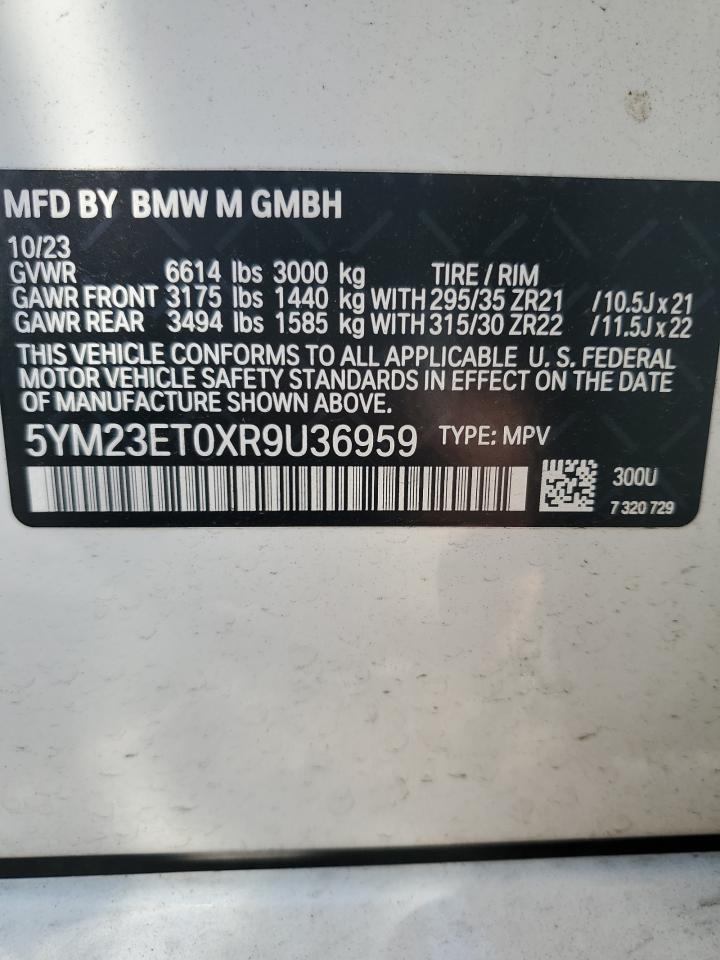 MFD BY BMW M GMBH
10/23
GVWR 6614 lbs 3000 kg TIRE / RIM
GAWR FRONT 3175 lbs 1440 kg WITH 295/35 ZR21 /10.5J x 21
GAWR REAR 3494 lbs 1585 kg WITH 315/30 ZR22 /11.5J x 22
THIS VEHICLE CONFORMS TO ALL APPLICABLE U. S. FEDERAL
MOTOR VEHICLE SAFETY STANDARDS IN EFFECT ON THE DATE
OF MANUFACTURE SHOWN ABOVE.
5YM23ET0XR9U36959 TYPE: MPV
300U
7 320 729